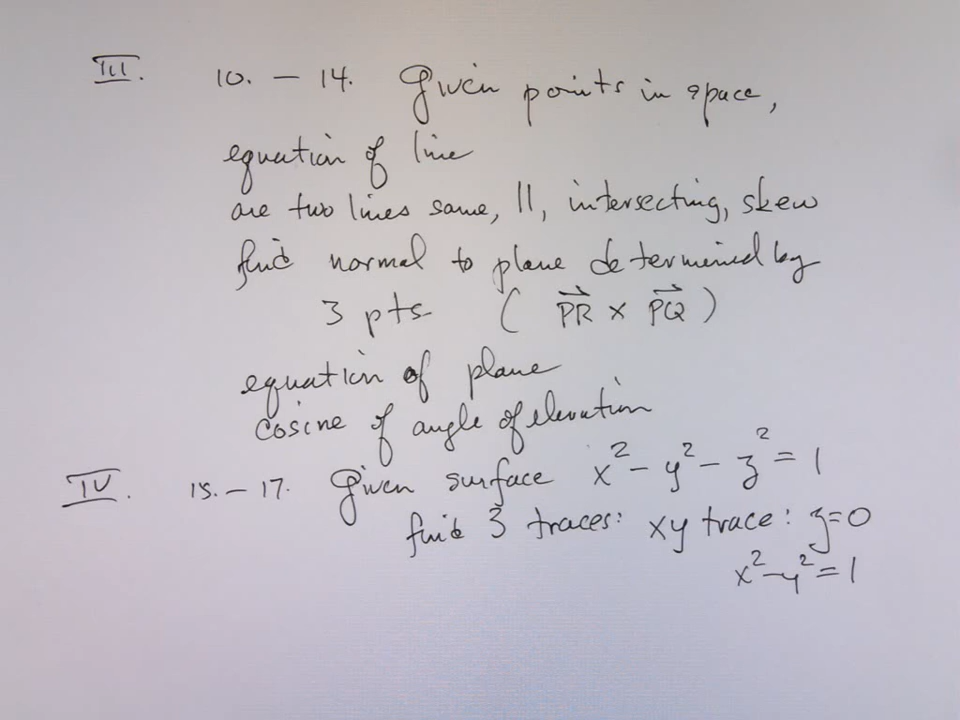 III. 10. – 14. Given points in space,
equation of line
are two lines same, ||, intersecting, skew
find normal to plane determined by
3 pts ( $\overrightarrow{PR}$ × $\overrightarrow{PQ}$ )
equation of plane
cosine of angle of elevation
IV. 15. – 17. Given surface x² – y² – z² = 1
find 3 traces: xy trace: z=0
x² – y² = 1